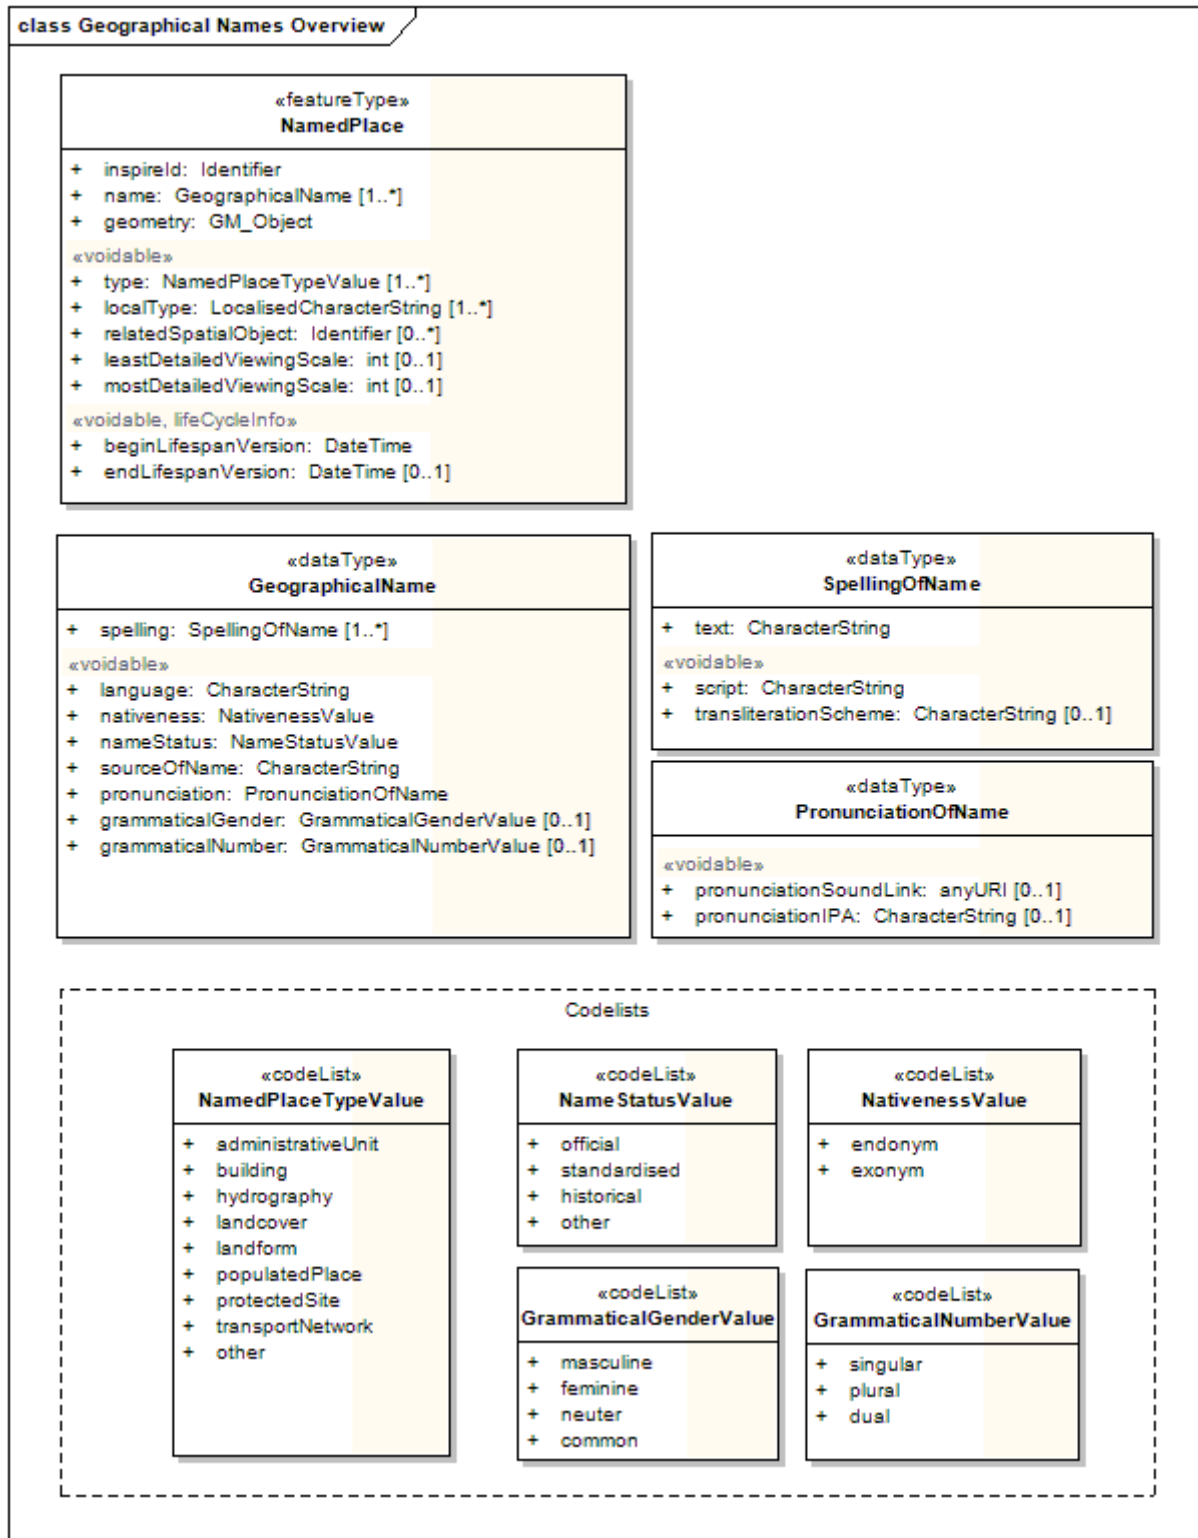 class Geographical Names Overview
«featureType»
NamedPlace
+ inspireId: Identifier
+ name: GeographicalName [1..*]
+ geometry: GM_Object
«voidable»
+ type: NamedPlaceTypeValue [1..*]
+ localType: LocalisedCharacterString [1..*]
+ relatedSpatialObject: Identifier [0..*]
+ leastDetailedViewingScale: int [0..1]
+ mostDetailedViewingScale: int [0..1]
«voidable, lifeCycleInfo»
+ beginLifespanVersion: DateTime
+ endLifespanVersion: DateTime [0..1]
«dataType»
GeographicalName
+ spelling: SpellingOfName [1..*]
«voidable»
+ language: CharacterString
+ nativeness: NativenessValue
+ nameStatus: NameStatusValue
+ sourceOfName: CharacterString
+ pronunciation: PronunciationOfName
+ grammaticalGender: GrammaticalGenderValue [0..1]
+ grammaticalNumber: GrammaticalNumberValue [0..1]
«dataType»
SpellingOfName
+ text: CharacterString
«voidable»
+ script: CharacterString
+ transliterationScheme: CharacterString [0..1]
«dataType»
PronunciationOfName
«voidable»
+ pronunciationSoundLink: anyURI [0..1]
+ pronunciationIPA: CharacterString [0..1]
Codelists
«codeList»
NamedPlaceTypeValue
+ administrativeUnit
+ building
+ hydrography
+ landcover
+ landform
+ populatedPlace
+ protectedSite
+ transportNetwork
+ other
«codeList»
NameStatusValue
+ official
+ standardised
+ historical
+ other
«codeList»
NativenessValue
+ endonym
+ exonym
«codeList»
GrammaticalGenderValue
+ masculine
+ feminine
+ neuter
+ common
«codeList»
GrammaticalNumberValue
+ singular
+ plural
+ dual